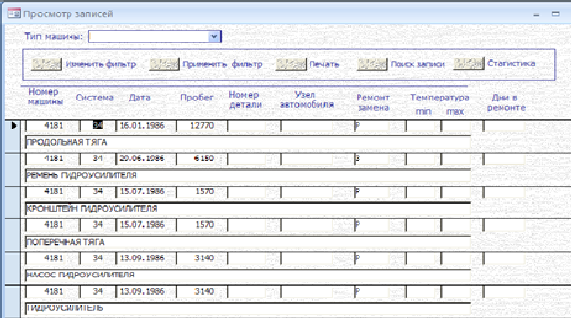 Просмотр записей
Тип машины:
Изменить фильтр Применить фильтр Печать Поиск записи Статистика
Номер машины Система Дата Пробег Номер детали Узел автомобиля Ремонт замена Температура min max Дни в ремонте
4181 34 16.01.1986 12770 Р
ПРОДОЛЬНАЯ ТЯГА
4181 34 20.06.1986 6150 З
РЕМЕНЬ ГИДРОУСИЛИТЕЛЯ
4181 34 15.07.1986 1570 Р
КРОНШТЕЙН ГИДРОУСИЛИТЕЛЯ
4181 34 15.07.1986 1570 Р
ПОПЕРЕЧНАЯ ТЯГА
4181 34 13.09.1986 3140 Р
НАСОС ГИДРОУСИЛИТЕЛЯ
4181 34 13.09.1986 3140 Р
ГИДРОУСИЛИТЕЛЬ